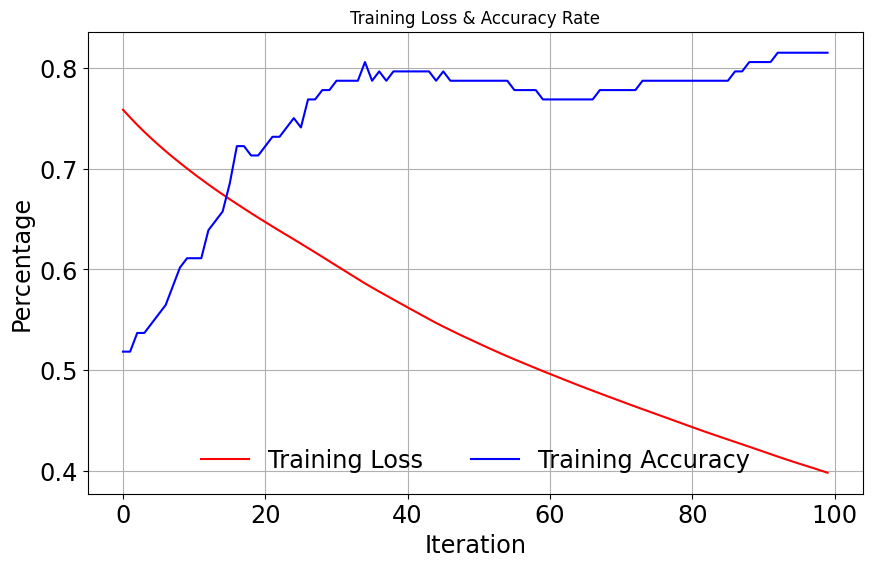 Training Loss & Accuracy Rate
0.8
0.7
0.6
0.5
0.4
Percentage
Training Loss Training Accuracy
0 20 40 60 80 100
Iteration